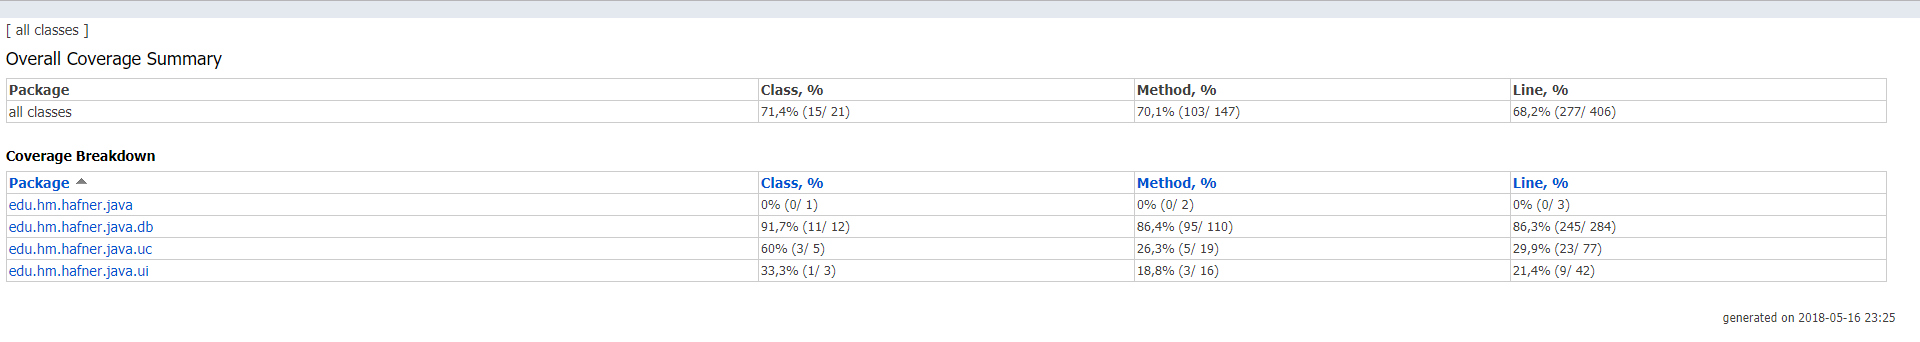 [ all classes ]
Overall Coverage Summary
Package Class, % Method, % Line, %
all classes 71,4% (15/ 21) 70,1% (103/ 147) 68,2% (277/ 406)
Coverage Breakdown
Package Class, % Method, % Line, %
edu.hm.hafner.java 0% (0/ 1) 0% (0/ 2) 0% (0/ 3)
edu.hm.hafner.java.db 91,7% (11/ 12) 86,4% (95/ 110) 86,3% (245/ 284)
edu.hm.hafner.java.uc 60% (3/ 5) 26,3% (5/ 19) 29,9% (23/ 77)
edu.hm.hafner.java.ui 33,3% (1/ 3) 18,8% (3/ 16) 21,4% (9/ 42)
generated on 2018-05-16 23:25